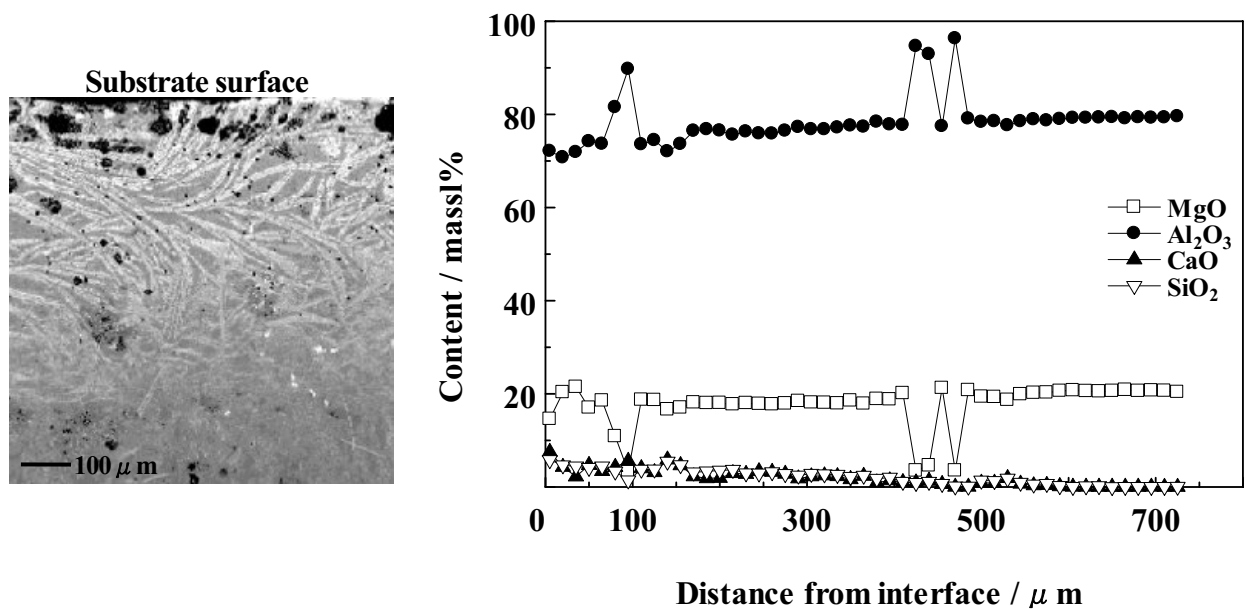 Substrate surface
100 μ m
Content / massl%
100
80
60
40
20
0
100
300
500
700
Distance from interface / μ m
MgO
Al₂O₃
CaO
SiO₂